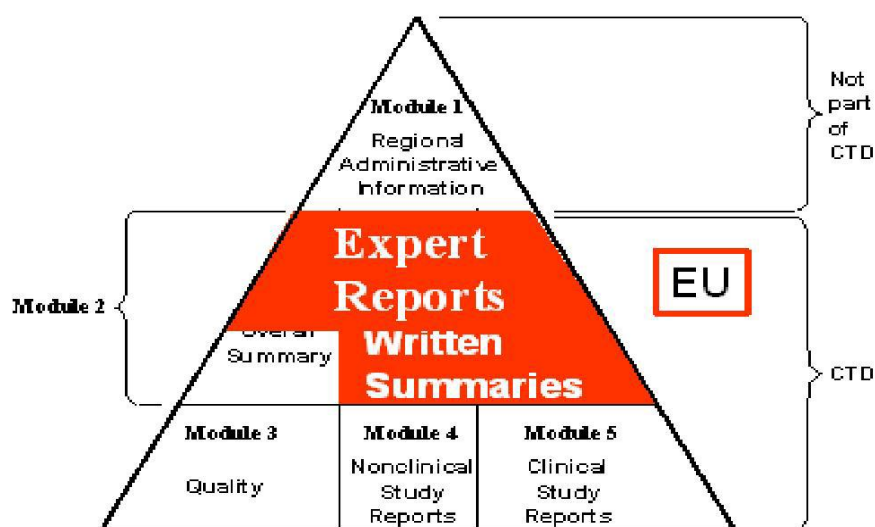 Module 1
Regional
Administrative
Information
Not
part
of
CTD
Expert
Reports
EU
Module 2
Overall
Summary
Written
Summaries
CTD
Module 3
Module 4
Module 5
Quality
Nonclinical
Study
Reports
Clinical
Study
Reports